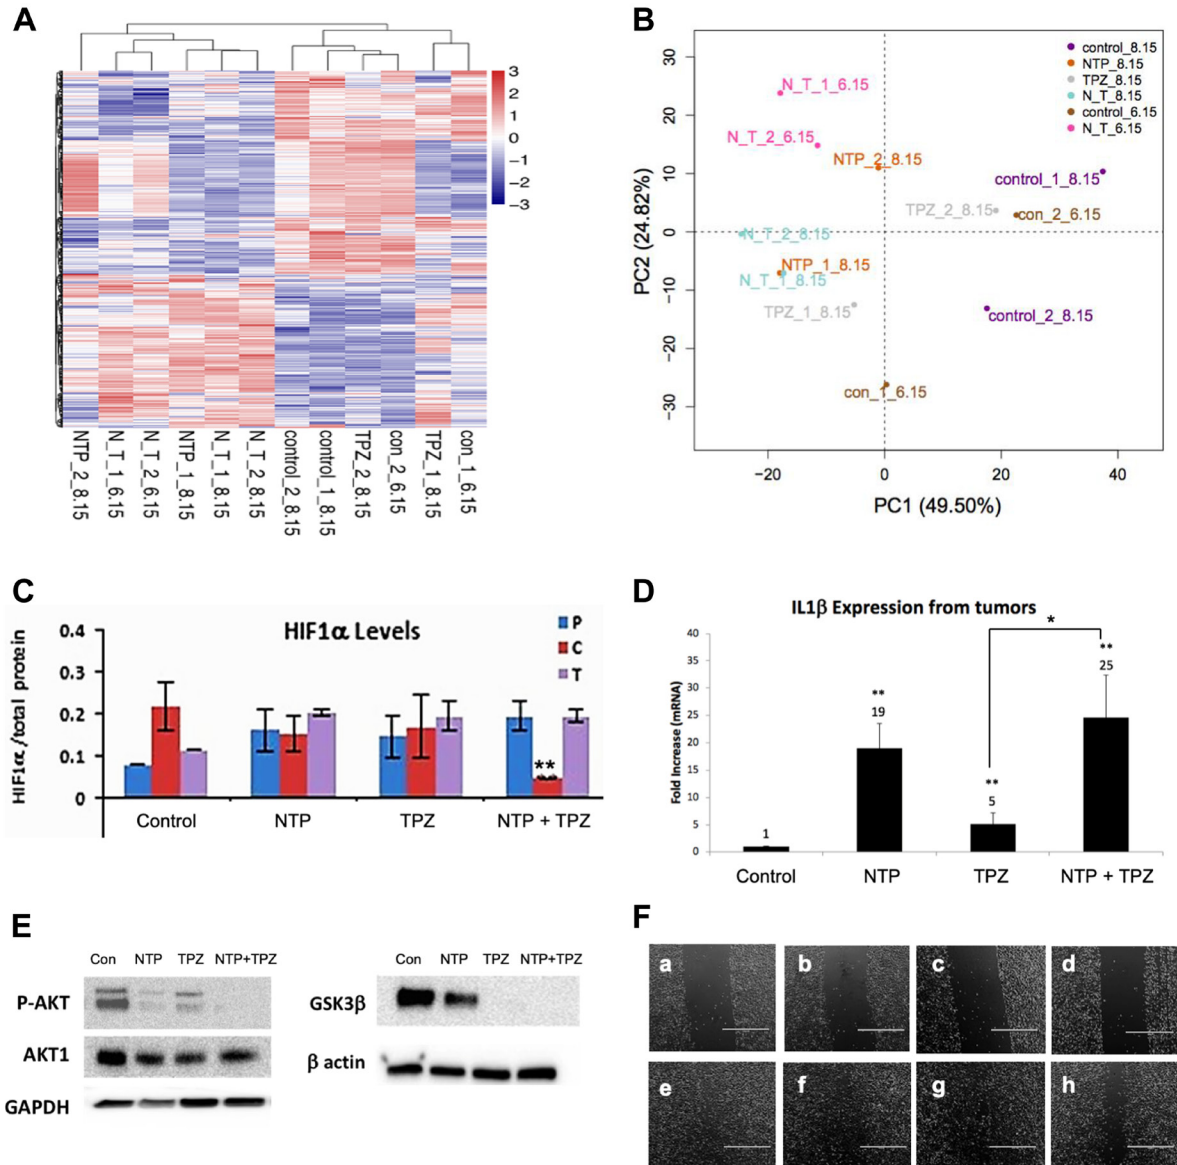 A
3
2
1
0
−1
−2
−3
NTP_2_8.15
N_T_1_6.15
N_T_2_6.15
NTP_1_8.15
N_T_1_8.15
N_T_2_8.15
control_2_8.15
control_1_8.15
TPZ_2_8.15
con_2_6.15
TPZ_1_8.15
con_1_6.15
B
PC2 (24.82%)
30
20
10
0
−10
−20
−30
control_8.15
NTP_8.15
TPZ_8.15
N_T_8.15
control_6.15
N_T_6.15
N_T_1_6.15
N_T_2_6.15
NTP_2_8.15
control_1_8.15
TPZ_2_8.15
con_2_6.15
N_T_2_8.15
NTP_1_8.15
N_T_1_8.15
TPZ_1_8.15
control_2_8.15
con_1_6.15
−20
0
20
40
PC1 (49.50%)
C
HIF1α Levels
HIF1α/total protein
0.4
0.3
0.2
0.1
0
P
C
T
**
Control
NTP
TPZ
NTP + TPZ
D
IL1β Expression from tumors
Fold Increase (mRNA)
40
35
30
25
20
15
10
5
0
*
1
**
19
**
5
**
25
Control
NTP
TPZ
NTP + TPZ
E
Con NTP TPZ NTP+TPZ
P-AKT
AKT1
GAPDH
Con NTP TPZ NTP+TPZ
GSK3β
β actin
F
a
b
c
d
e
f
g
h